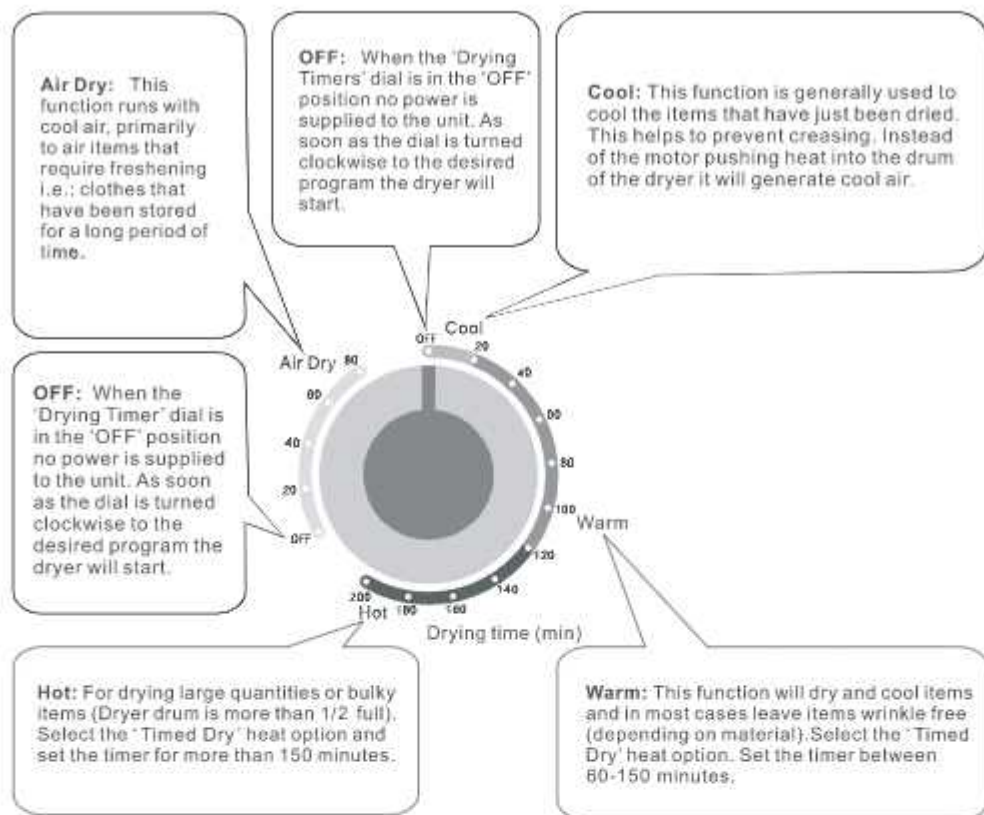 Air Dry: This
function runs with
cool air, primarily
to air items that
require freshening
i.e.; clothes that
have been stored
for a long period of
time.
OFF: When the 'Drying
Timers' dial is in the 'OFF'
position no power is
supplied to the unit. As
soon as the dial is turned
clockwise to the desired
program the dryer will
start.
Cool: This function is generally used to
cool the items that have just been dried.
This helps to prevent creasing. Instead
of the motor pushing heat into the drum
of the dryer it will generate cool air.
OFF: When the
'Drying Timer' dial is
in the 'OFF' position
no power is supplied
to the unit. As soon
as the dial is turned
clockwise to the
desired program the
dryer will start.
Air Dry
80
60
40
20
OFF
OFF
Cool
20
40
60
80
100
Warm
120
140
160
180
200
Hot
Drying time (min)
Hot: For drying large quantities or bulky
items (Dryer drum is more than 1/2 full).
Select the 'Timed Dry' heat option and
set the timer for more than 150 minutes.
Warm: This function will dry and cool items
and in most cases leave items wrinkle free
(depending on material).Select the 'Timed
Dry' heat option. Set the timer between
60-150 minutes.